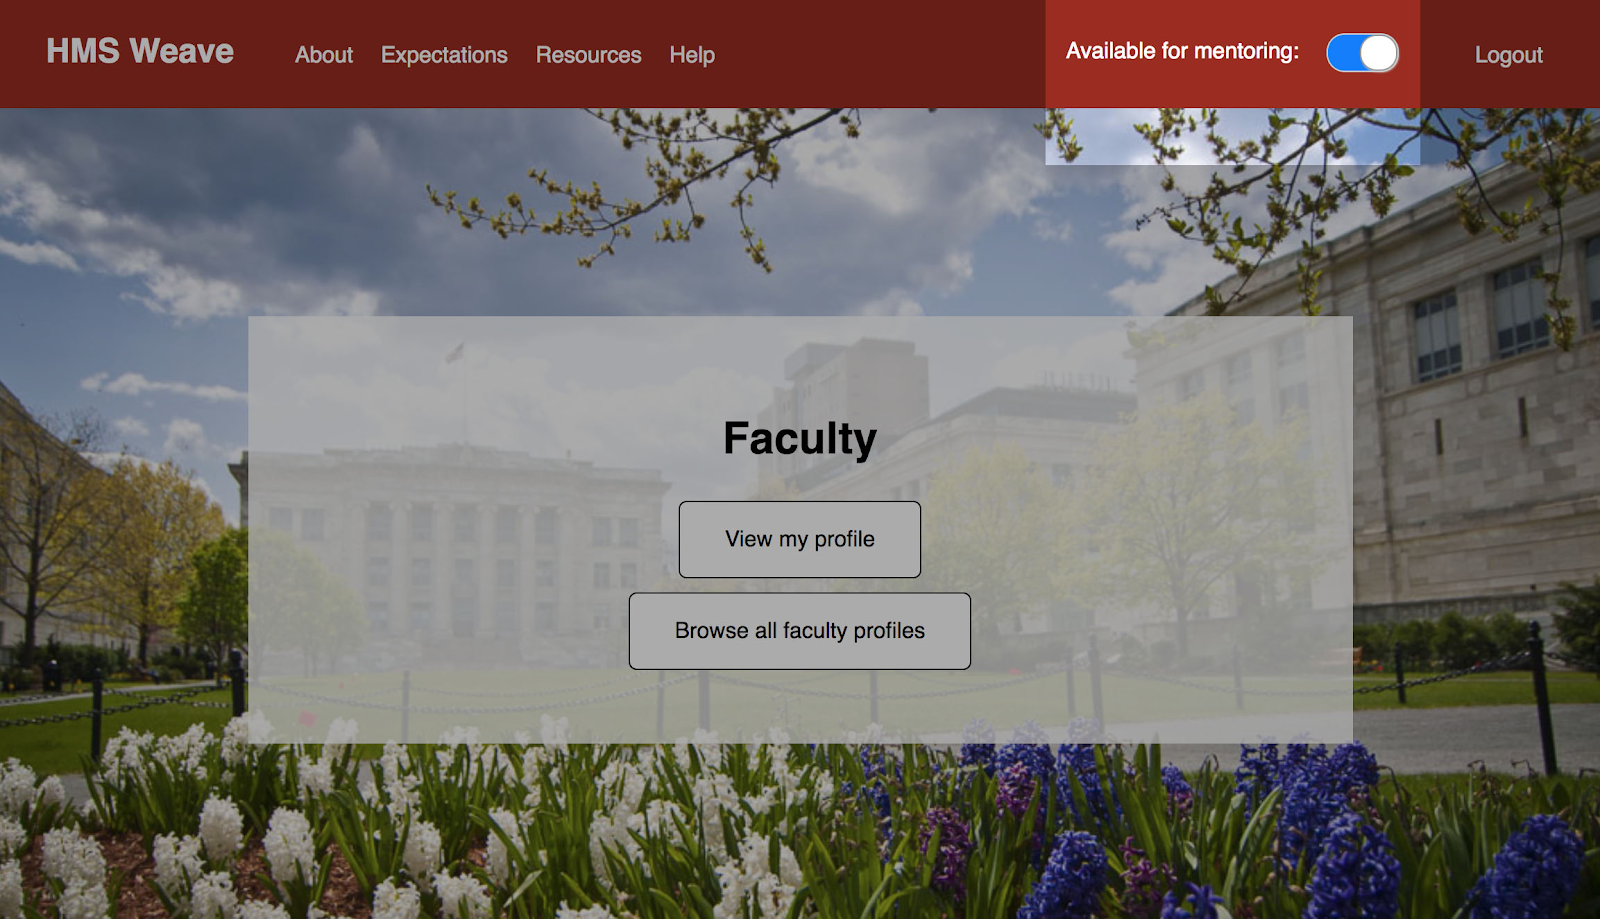 HMS Weave
About Expectations Resources Help
Available for mentoring:
Logout
Faculty
View my profile
Browse all faculty profiles